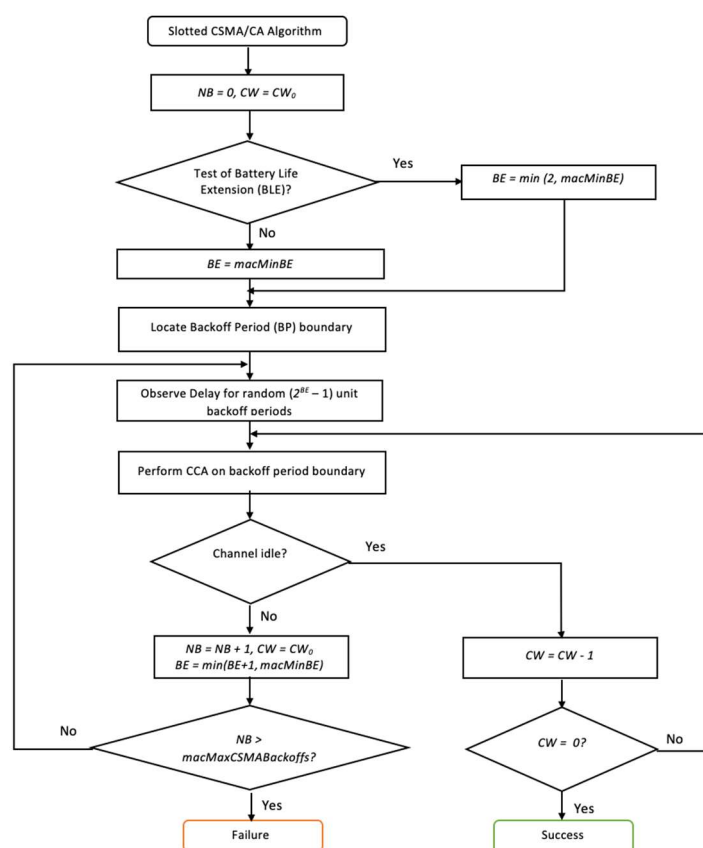 Slotted CSMA/CA Algorithm
NB = 0, CW = CW₀
Test of Battery Life
Extension (BLE)?
Yes
BE = min (2, macMinBE)
No
BE = macMinBE
Locate Backoff Period (BP) boundary
Observe Delay for random (2^BE – 1) unit
backoff periods
Perform CCA on backoff period boundary
Channel idle?
Yes
No
NB = NB + 1, CW = CW₀
BE = min(BE+1, macMinBE)
CW = CW - 1
No
NB >
macMaxCSMABackoffs?
CW = 0?
No
Yes
Yes
Failure
Success